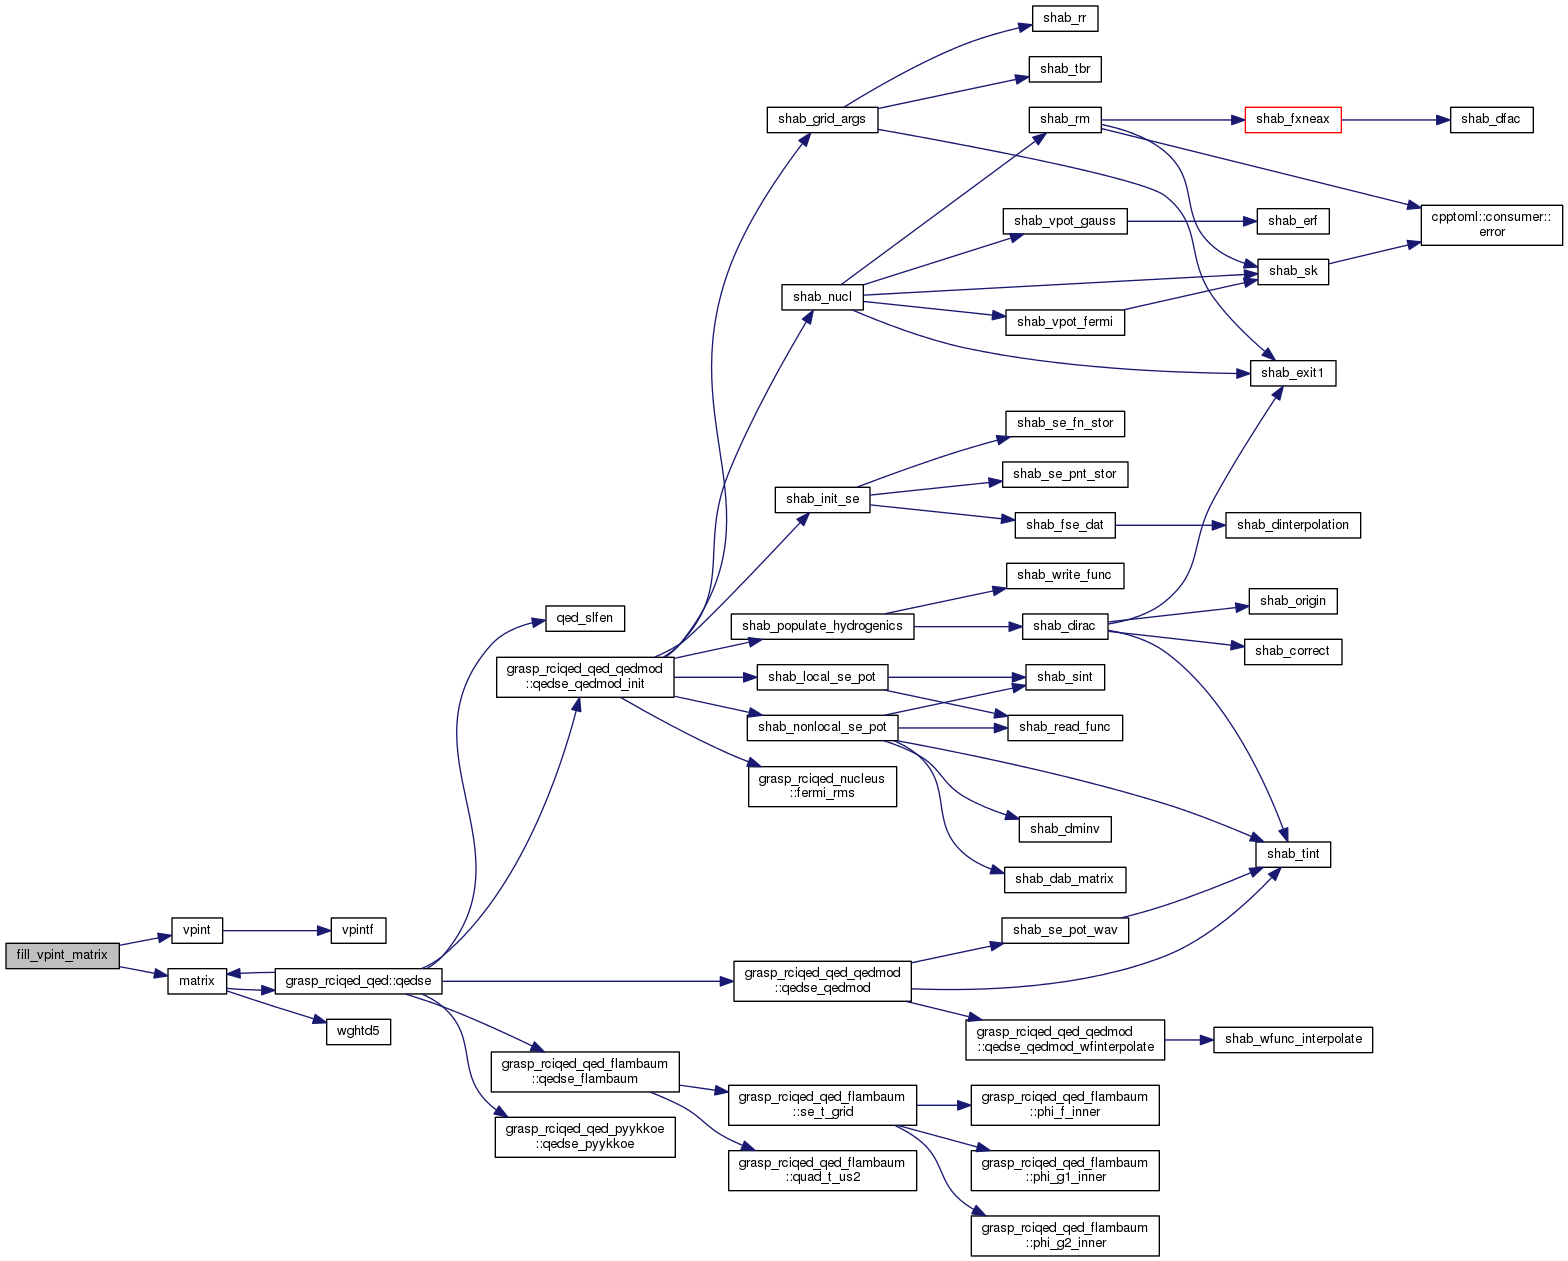 shab_rr
shab_tbr
shab_grid_args
shab_rm
shab_fxneax
shab_dfac
shab_vpot_gauss
shab_erf
cpptoml::consumer::
error
shab_sk
shab_nucl
shab_vpot_fermi
shab_exit1
shab_se_fn_stor
shab_se_pnt_stor
shab_init_se
shab_fse_dat
shab_dinterpolation
shab_write_func
shab_origin
qed_slfen
shab_populate_hydrogenics
shab_dirac
shab_correct
grasp_rciqed_qed_qedmod
::qedse_qedmod_init
shab_local_se_pot
shab_sint
shab_nonlocal_se_pot
shab_read_func
grasp_rciqed_nucleus
::fermi_rms
shab_dminv
shab_tint
shab_dab_matrix
vpint
vpintf
shab_se_pot_wav
fill_vpint_matrix
matrix
grasp_rciqed_qed::qedse
grasp_rciqed_qed_qedmod
::qedse_qedmod
wghtd5
grasp_rciqed_qed_qedmod
::qedse_qedmod_wfinterpolate
shab_wfunc_interpolate
grasp_rciqed_qed_flambaum
::qedse_flambaum
grasp_rciqed_qed_flambaum
::se_t_grid
grasp_rciqed_qed_flambaum
::phi_f_inner
grasp_rciqed_qed_pyykkoe
::qedse_pyykkoe
grasp_rciqed_qed_flambaum
::quad_t_us2
grasp_rciqed_qed_flambaum
::phi_g1_inner
grasp_rciqed_qed_flambaum
::phi_g2_inner